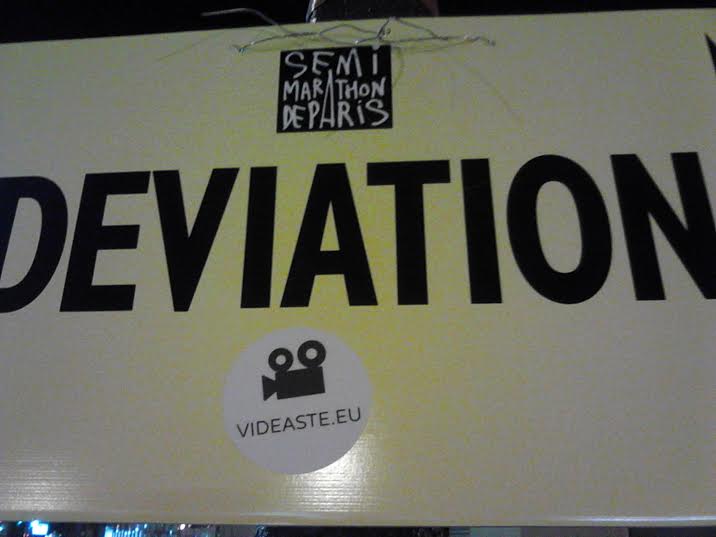 SEMI
MARATHON
DE PARIS
DEVIATION
VIDEASTE.EU